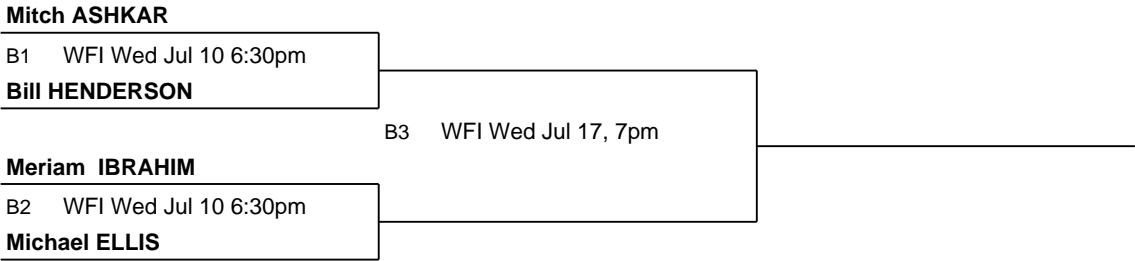 Mitch ASHKAR
B1 WFI Wed Jul 10 6:30pm
Bill HENDERSON
B3 WFI Wed Jul 17, 7pm
Meriam IBRAHIM
B2 WFI Wed Jul 10 6:30pm
Michael ELLIS